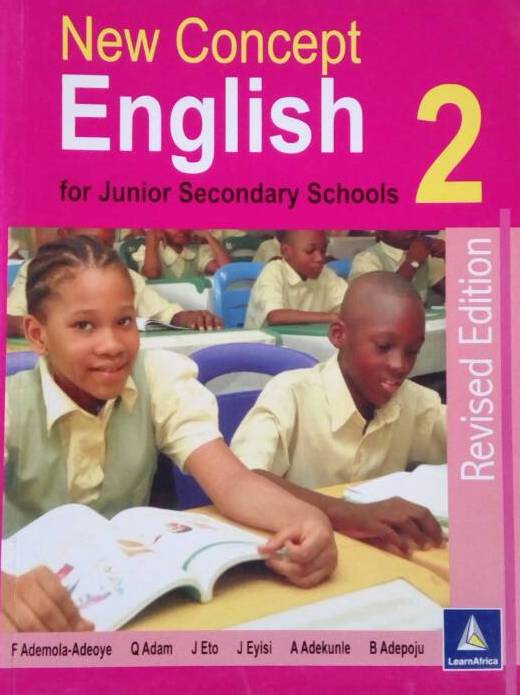 New Concept
English 2
for Junior Secondary Schools
Revised Edition
F Ademola-Adeoye Q Adam J Eto J Eyisi A Adekunle B Adepoju
LearnAfrica